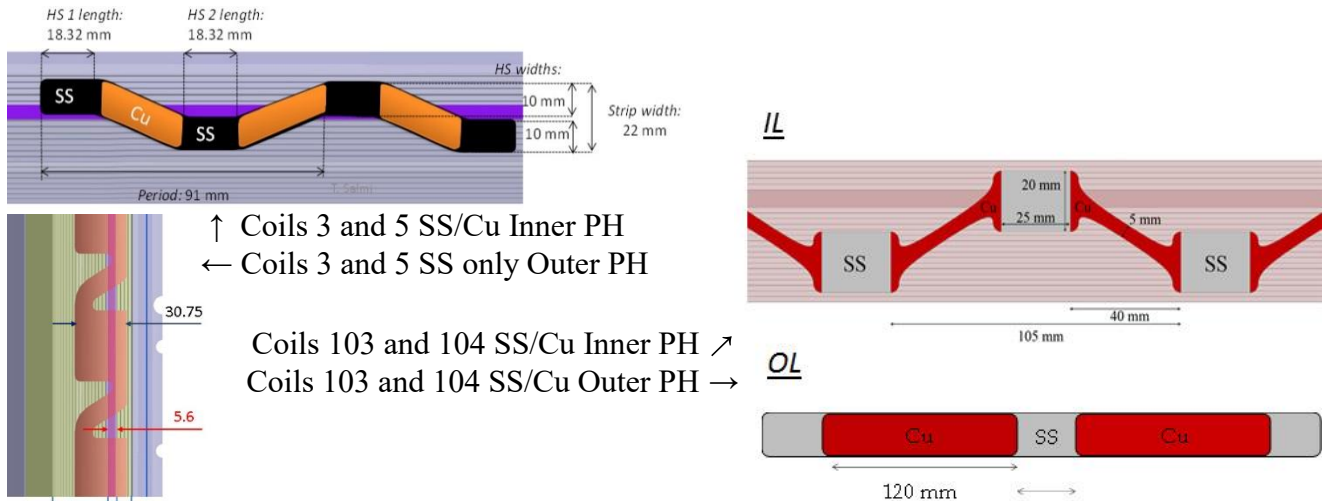 HS 1 length:
18.32 mm
HS 2 length:
18.32 mm
HS widths:
SS
Cu
SS
10 mm
10 mm
Strip width:
22 mm
Period: 91 mm
T. Salmi
↑ Coils 3 and 5 SS/Cu Inner PH
← Coils 3 and 5 SS only Outer PH
30.75
5.6
Coils 103 and 104 SS/Cu Inner PH ↗
Coils 103 and 104 SS/Cu Outer PH →
IL
20 mm
Cu
25 mm
Cu
5 mm
SS
SS
40 mm
105 mm
OL
Cu
SS
Cu
120 mm